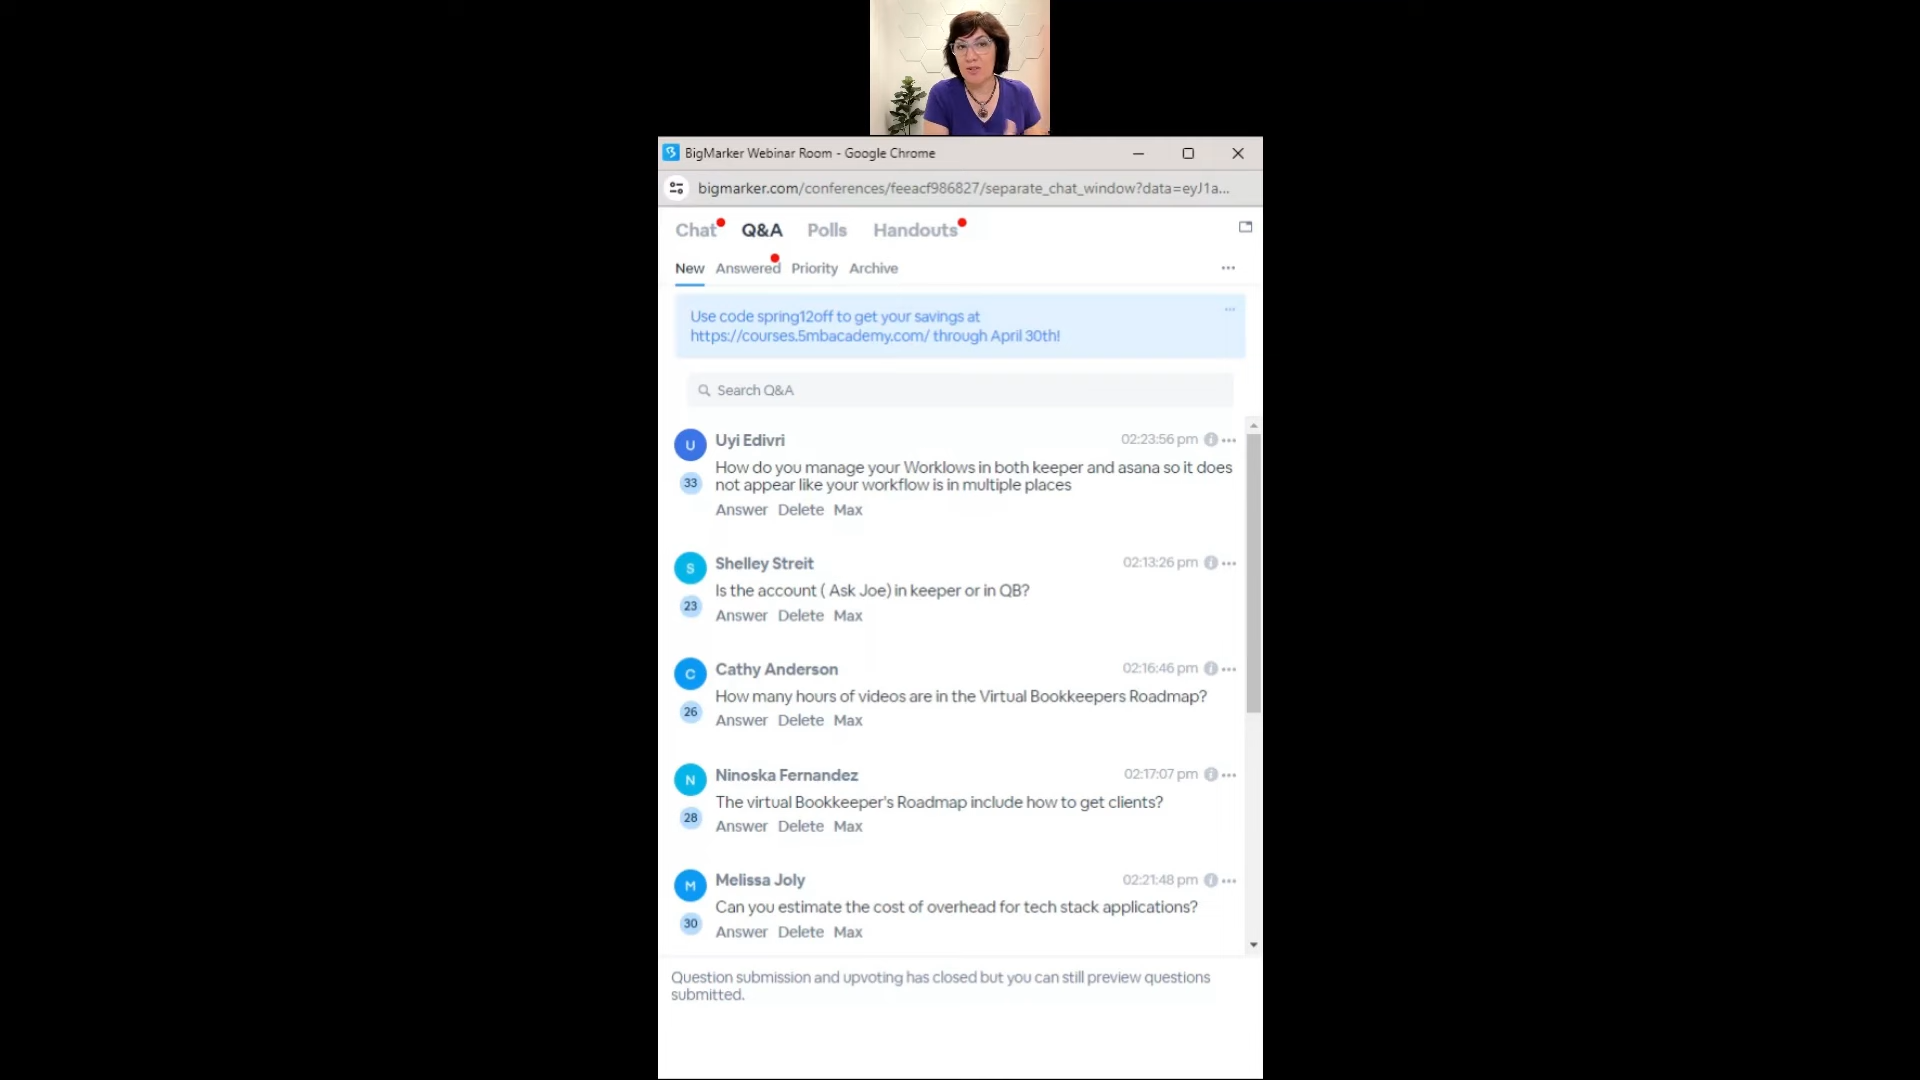 BigMarker Webinar Room - Google Chrome
bigmarker.com/conferences/feeacf986827/separate_chat_window?data=eyJ1a...
Chat Q&A Polls Handouts
New Answered Priority Archive
Use code spring12off to get your savings at
https://courses.5mbacademy.com/ through April 30th!
Search Q&A
U Uyi Edivri 02:23:56 pm
How do you manage your Worklows in both keeper and asana so it does
33 not appear like your workflow is in multiple places
Answer Delete Max
S Shelley Streit 02:13:26 pm
Is the account ( Ask Joe) in keeper or in QB?
23 Answer Delete Max
C Cathy Anderson 02:16:46 pm
How many hours of videos are in the Virtual Bookkeepers Roadmap?
26 Answer Delete Max
N Ninoska Fernandez 02:17:07 pm
The virtual Bookkeeper's Roadmap include how to get clients?
28 Answer Delete Max
M Melissa Joly 02:21:48 pm
Can you estimate the cost of overhead for tech stack applications?
30 Answer Delete Max
Question submission and upvoting has closed but you can still preview questions
submitted.